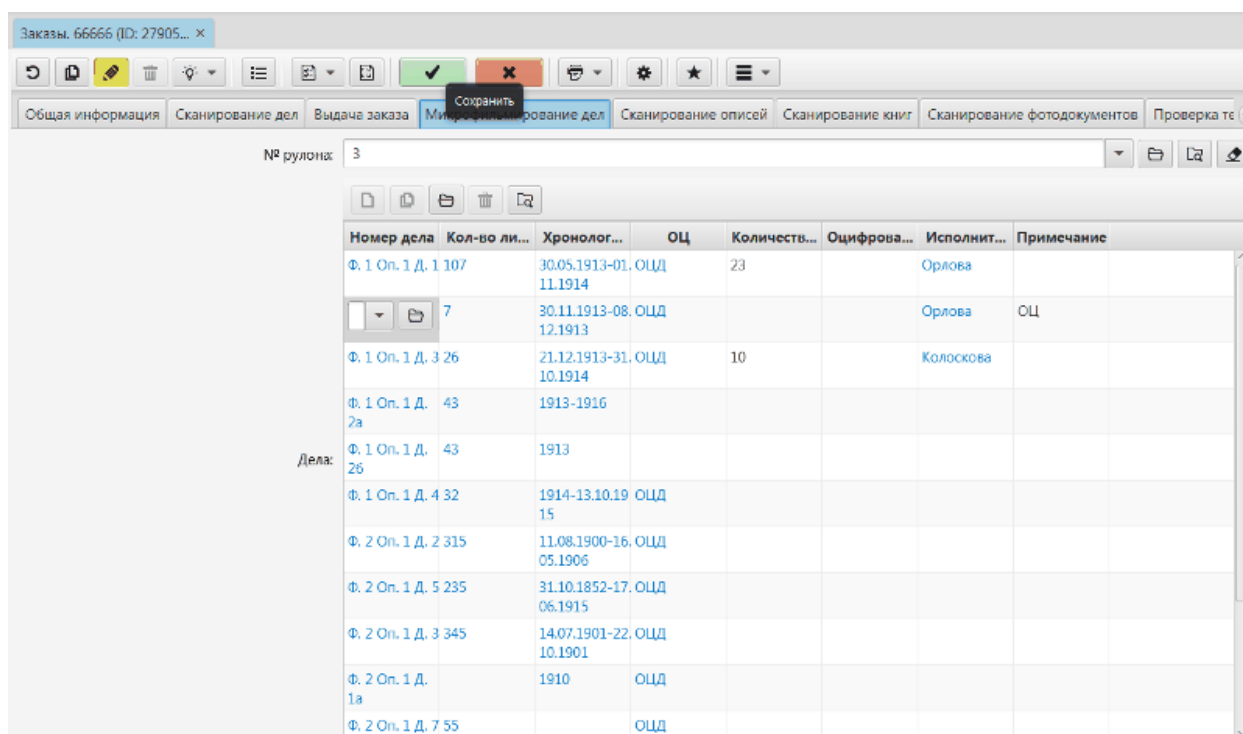 Заказы. 66666 (ID: 27905... ×
Сохранить
Общая информация Сканирование дел Выдача заказа Микрофильмирование дел Сканирование описей Сканирование книг Сканирование фотодокументов Проверка те
№ рулона: 3
Номер дела Кол-во ли... Хронолог... ОЦ Количеств... Оцифрова... Исполнит... Примечание
Ф. 1 Оп. 1 Д. 1 107 30.05.1913-01. ОЦД 23 Орлова
11.1914
7 30.11.1913-08. ОЦД Орлова ОЦ
12.1913
Ф. 1 Оп. 1 Д. 3 26 21.12.1913-31. ОЦД 10 Колоскова
10.1914
Ф. 1 Оп. 1 Д. 43 1913-1916
2а
Дела:
Ф. 1 Оп. 1 Д. 43 1913
2б
Ф. 1 Оп. 1 Д. 4 32 1914-13.10.19 ОЦД
15
Ф. 2 Оп. 1 Д. 2 315 11.08.1900-16. ОЦД
05.1906
Ф. 2 Оп. 1 Д. 5 235 31.10.1852-17. ОЦД
06.1915
Ф. 2 Оп. 1 Д. 3 345 14.07.1901-22. ОЦД
10.1901
Ф. 2 Оп. 1 Д. 1910 ОЦД
1а
Ф. 2 Оп. 1 Д. 7 55 ОЦД